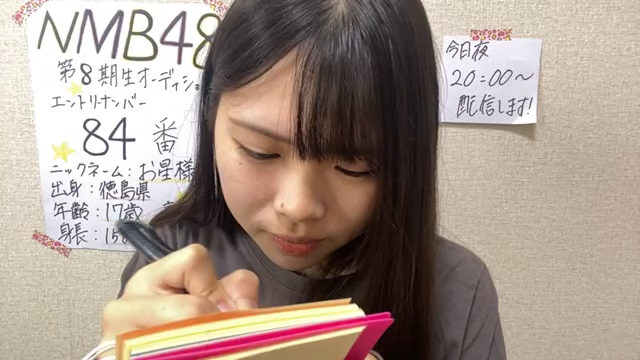 NMB48
第8期生オーディショ
エントリーナンバー
84番
ニックネーム：お星様
出身：徳島県
年齢：17歳
身長：15
今日夜
20:00～
配信します!